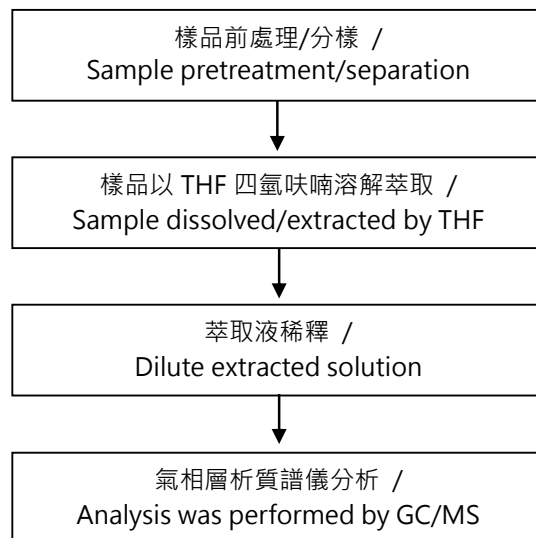 樣品前處理/分樣 /
Sample pretreatment/separation
樣品以 THF 四氫呋喃溶解萃取 /
Sample dissolved/extracted by THF
萃取液稀釋 /
Dilute extracted solution
氣相層析質譜儀分析 /
Analysis was performed by GC/MS